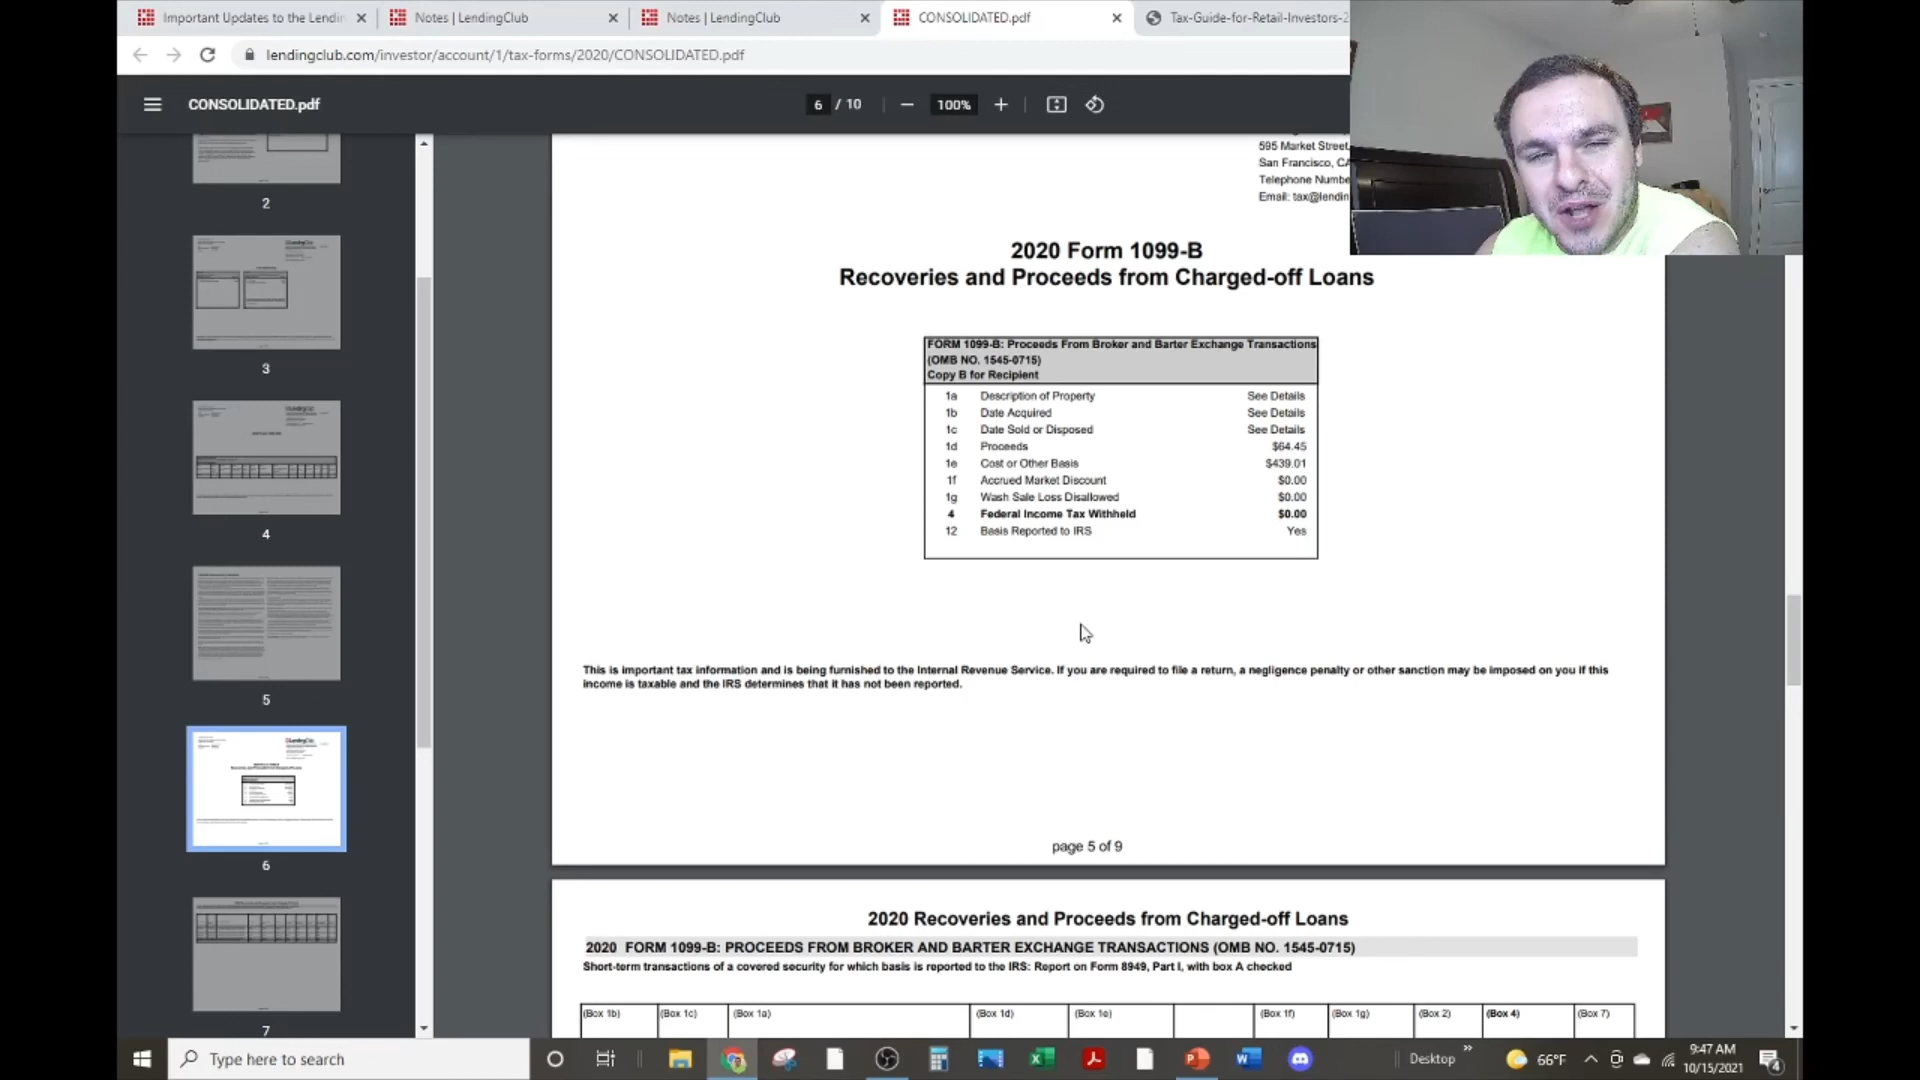 Important Updates to the Lendin
Notes | LendingClub
Notes | LendingClub
CONSOLIDATED.pdf
Tax-Guide-for-Retail-Investors-2
lendingclub.com/investor/account/1/tax-forms/2020/CONSOLIDATED.pdf
CONSOLIDATED.pdf
6 / 10
100%
2
3
4
5
6
7
595 Market Street,
San Francisco, CA
Telephone Numbe
Email: tax@lendin
2020 Form 1099-B
Recoveries and Proceeds from Charged-off Loans
FORM 1099-B: Proceeds From Broker and Barter Exchange Transactions
(OMB NO. 1545-0715)
Copy B for Recipient
1a Description of Property See Details
1b Date Acquired See Details
1c Date Sold or Disposed See Details
1d Proceeds $64.45
1e Cost or Other Basis $439.01
1f Accrued Market Discount $0.00
1g Wash Sale Loss Disallowed $0.00
4 Federal Income Tax Withheld $0.00
12 Basis Reported to IRS Yes
This is important tax information and is being furnished to the Internal Revenue Service. If you are required to file a return, a negligence penalty or other sanction may be imposed on you if this
income is taxable and the IRS determines that it has not been reported.
page 5 of 9
2020 Recoveries and Proceeds from Charged-off Loans
2020 FORM 1099-B: PROCEEDS FROM BROKER AND BARTER EXCHANGE TRANSACTIONS (OMB NO. 1545-0715)
Short-term transactions of a covered security for which basis is reported to the IRS: Report on Form 8949, Part I, with box A checked
(Box 1b) (Box 1c) (Box 1a) (Box 1d) (Box 1e) (Box 1f) (Box 1g) (Box 2) (Box 4) (Box 7)
Type here to search
Desktop
66°F
9:47 AM
10/15/2021
4